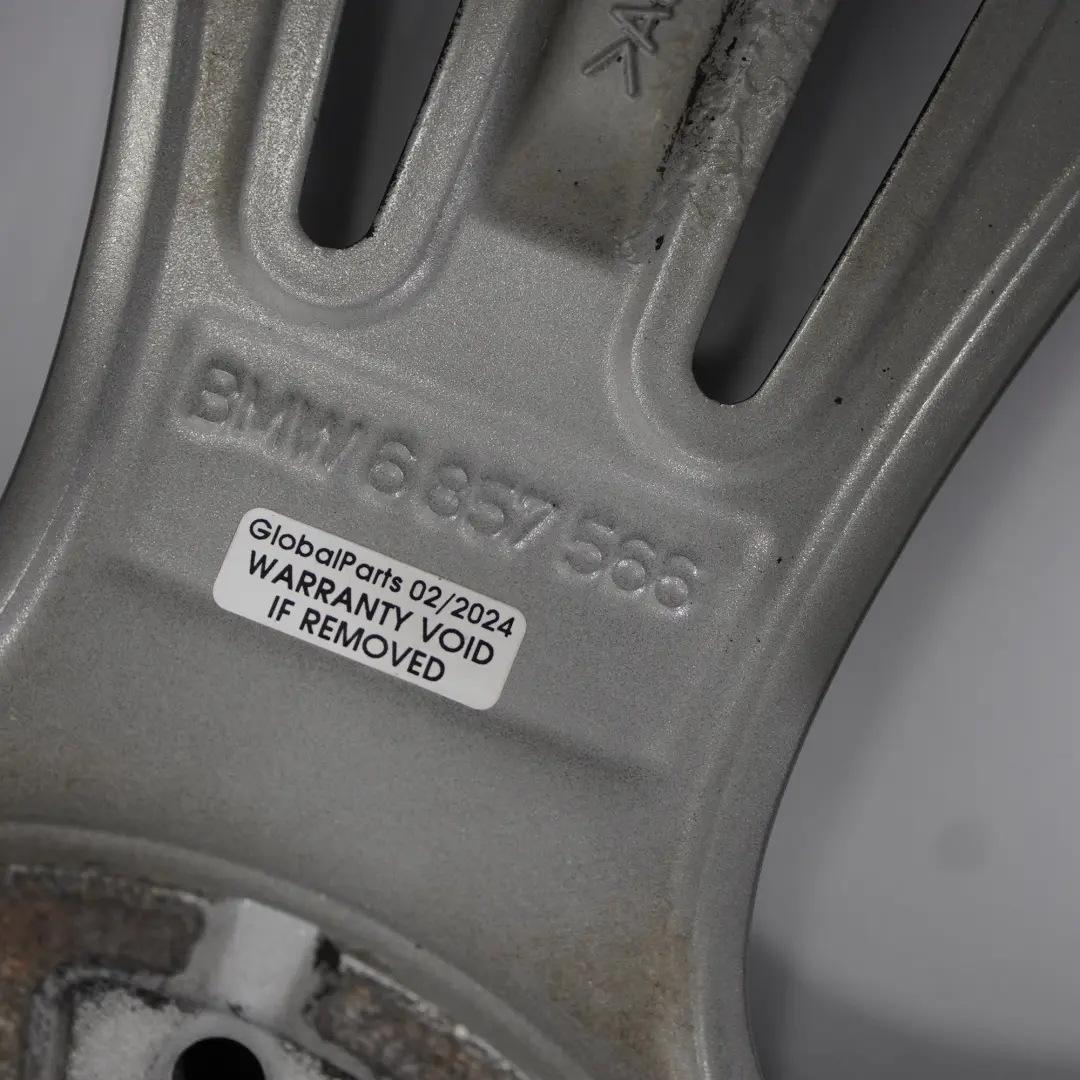 >A
BMW 6 857 566
GlobalParts 02/2024
WARRANTY VOID
IF REMOVED